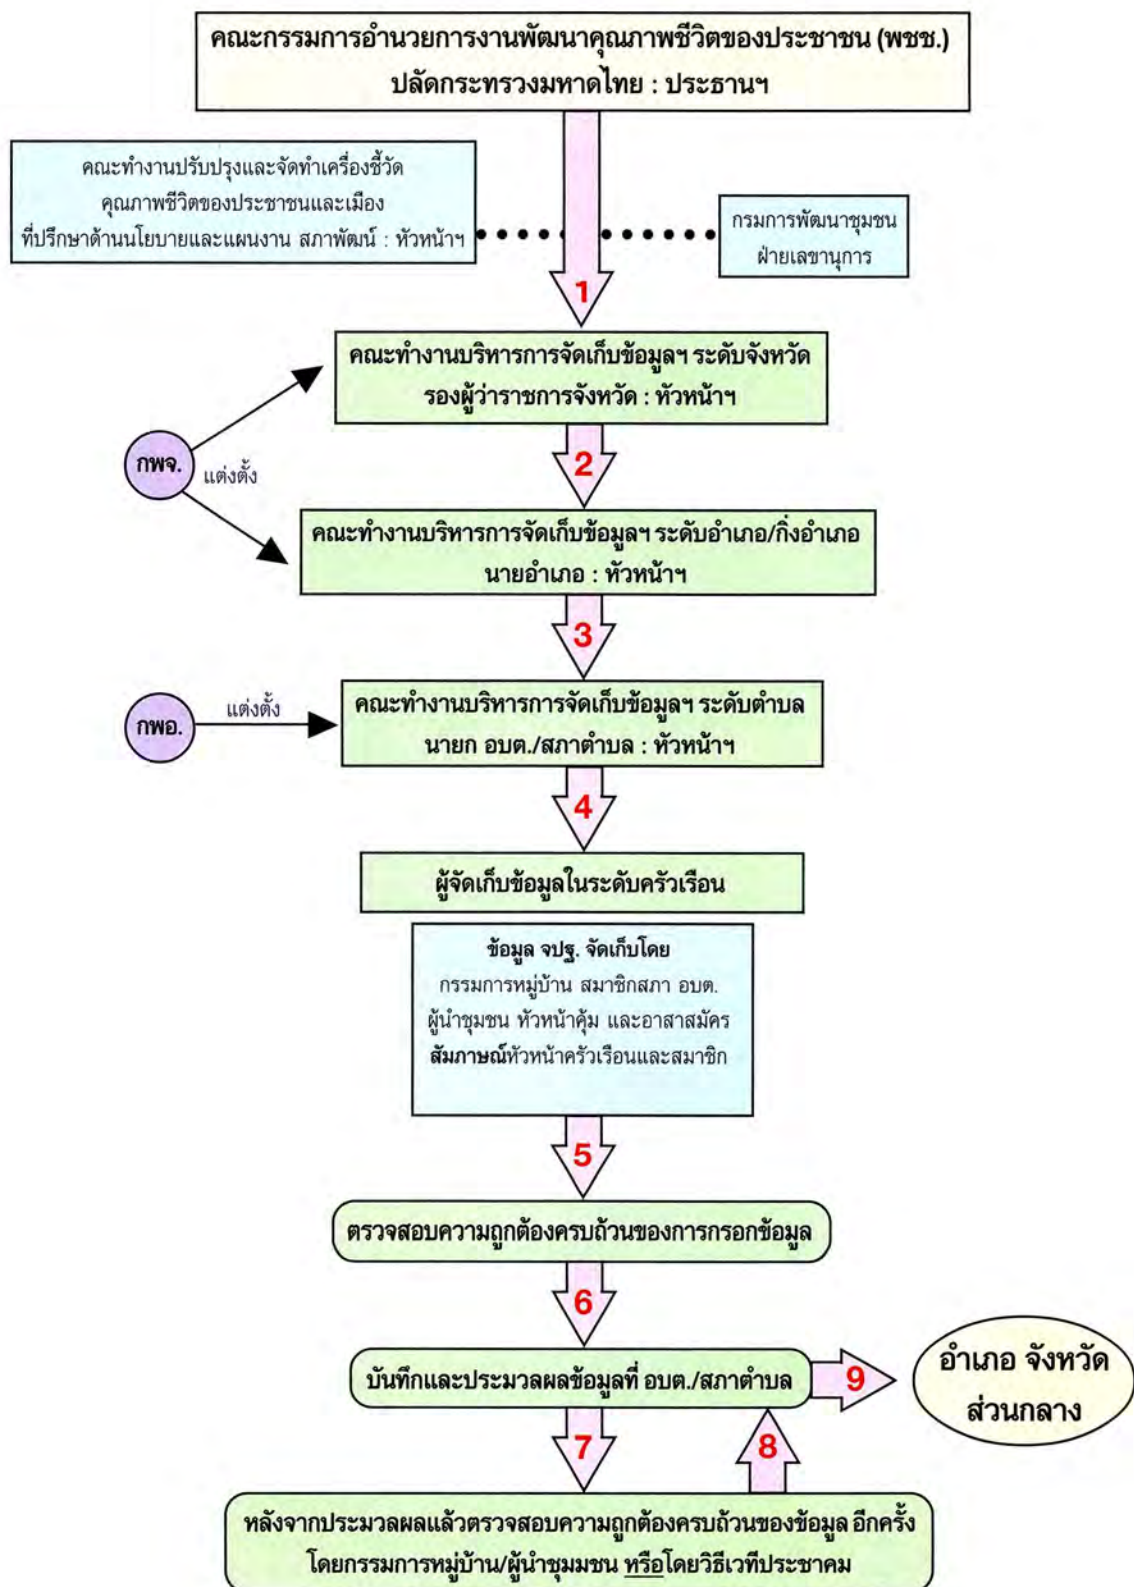 คณะกรรมการอำนวยการงานพัฒนาคุณภาพชีวิตของประชาชน (พชช.)
ปลัดกระทรวงมหาดไทย : ประธานฯ
คณะทำงานปรับปรุงและจัดทำเครื่องชี้วัด
คุณภาพชีวิตของประชาชนและเมือง
ที่ปรึกษาด้านนโยบายและแผนงาน สภาพัฒน์ : หัวหน้าฯ
กรมการพัฒนาชุมชน
ฝ่ายเลขานุการ
1
คณะทำงานบริหารการจัดเก็บข้อมูลฯ ระดับจังหวัด
รองผู้ว่าราชการจังหวัด : หัวหน้าฯ
กพจ.
แต่งตั้ง
2
คณะทำงานบริหารการจัดเก็บข้อมูลฯ ระดับอำเภอ/กิ่งอำเภอ
นายอำเภอ : หัวหน้าฯ
3
กพอ.
แต่งตั้ง
คณะทำงานบริหารการจัดเก็บข้อมูลฯ ระดับตำบล
นายก อบต./สภาตำบล : หัวหน้าฯ
4
ผู้จัดเก็บข้อมูลในระดับครัวเรือน
ข้อมูล จปฐ. จัดเก็บโดย
กรรมการหมู่บ้าน สมาชิกสภา อบต.
ผู้นำชุมชน หัวหน้าคุ้ม และอาสาสมัคร
สัมภาษณ์หัวหน้าครัวเรือนและสมาชิก
5
ตรวจสอบความถูกต้องครบถ้วนของการกรอกข้อมูล
6
บันทึกและประมวลผลข้อมูลที่ อบต./สภาตำบล
9
อำเภอ จังหวัด
ส่วนกลาง
7
8
หลังจากประมวลผลแล้วตรวจสอบความถูกต้องครบถ้วนของข้อมูล อีกครั้ง
โดยกรรมการหมู่บ้าน/ผู้นำชุมมชน หรือโดยวิธีเวทีประชาคม